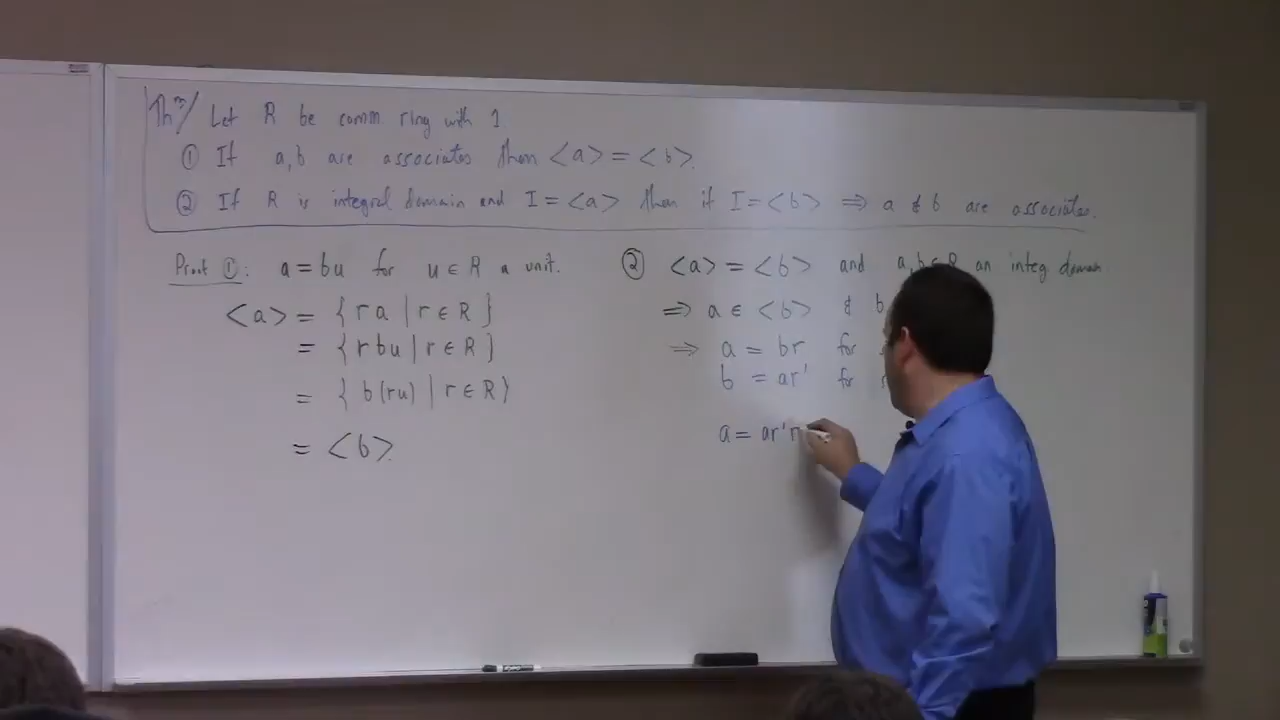 Thm/ Let R be comm ring with 1.
① If a,b are associates then <a> = <b>.
② If R is integral domain and I = <a> then if I = <b> ⟹ a & b are associates.
Proof ①: a = bu for u ∈ R a unit.
<a> = { ra | r ∈ R }
= { rbu | r ∈ R }
= { b(ru) | r ∈ R }
= <b>.
② <a> = <b> and a,b ∈ R an integ domain
⟹ a ∈ <b> & b
⟹ a = br for
b = ar' for
a = ar'r